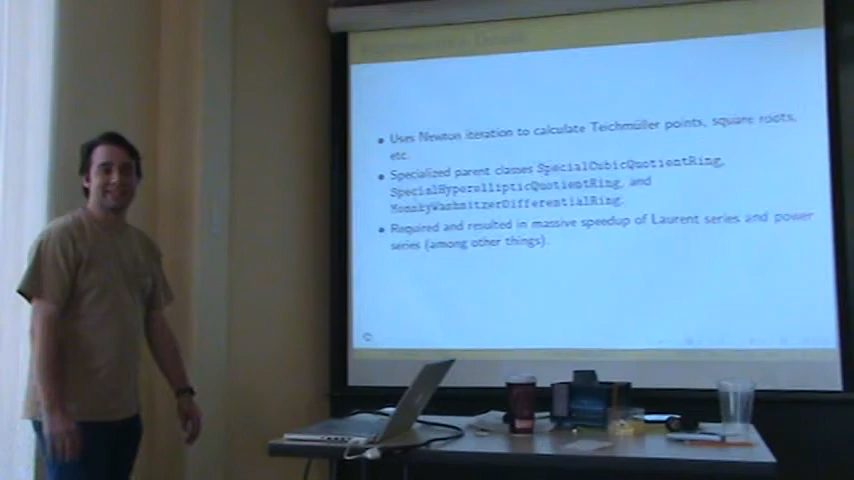 Uses Newton iteration to calculate Teichmüller points, square roots,
etc.
Specialized parent classes SpecialCubicQuotientRing,
SpecialHyperellipticQuotientRing, and
MonskyWashnitzerDifferentialRing.
Required and resulted in massive speedup of Laurent series and power
series (among other things).